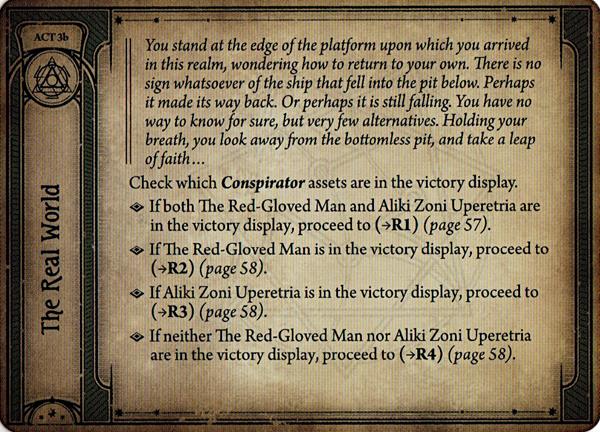 ACT 3b
The Real World
You stand at the edge of the platform upon which you arrived
in this realm, wondering how to return to your own. There is no
sign whatsoever of the ship that fell into the pit below. Perhaps
it made its way back. Or perhaps it is still falling. You have no
way to know for sure, but very few alternatives. Holding your
breath, you look away from the bottomless pit, and take a leap
of faith…
Check which Conspirator assets are in the victory display.
If both The Red-Gloved Man and Aliki Zoni Uperetria are
in the victory display, proceed to (→R1) (page 57).
If The Red-Gloved Man is in the victory display, proceed to
(→R2) (page 58).
If Aliki Zoni Uperetria is in the victory display, proceed to
(→R3) (page 58).
If neither The Red-Gloved Man nor Aliki Zoni Uperetria
are in the victory display, proceed to (→R4) (page 58).